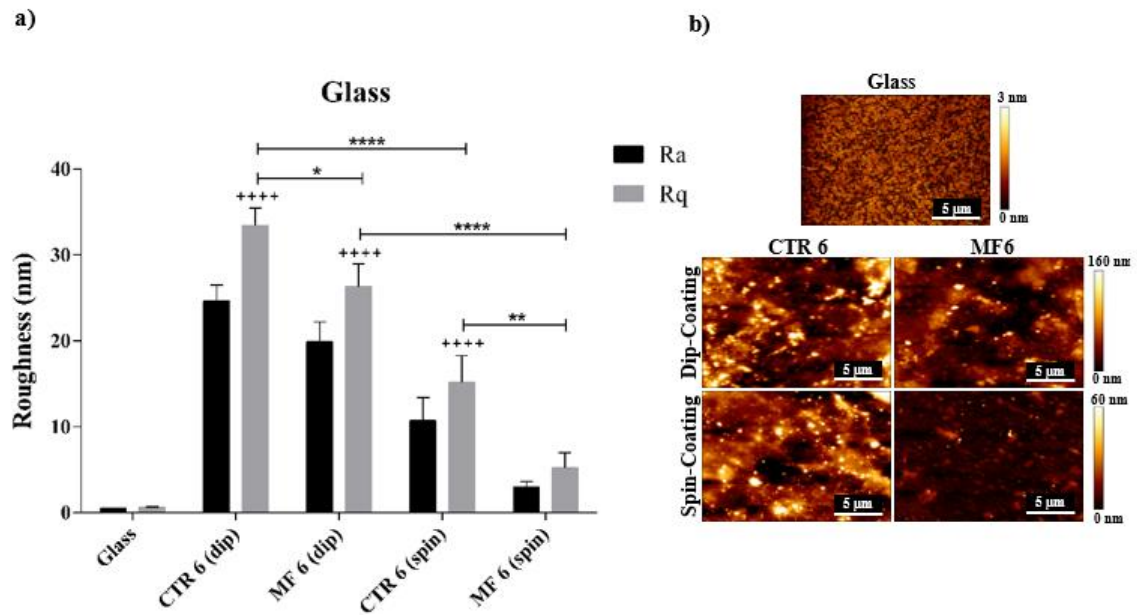 a)
Glass
Roughness (nm)
40
30
20
10
0
****
*
****
**
++++
++++
++++
Ra
Rq
Glass
CTR 6 (dip)
MF 6 (dip)
CTR 6 (spin)
MF 6 (spin)
b)
Glass
3 nm
0 nm
5 μm
CTR 6
MF6
Dip-Coating
5 μm
5 μm
160 nm
0 nm
Spin-Coating
5 μm
5 μm
60 nm
0 nm